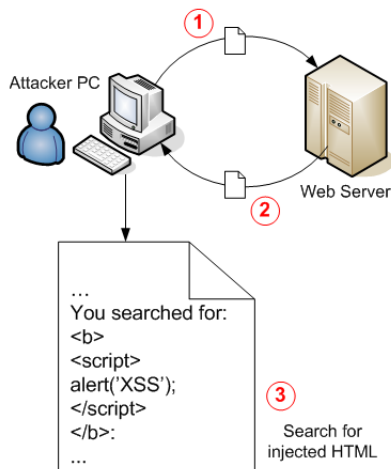 1
Attacker PC
Web Server
2
...
You searched for:
<b>
<script>
alert('XSS');
</script>
</b>:
...
3
Search for
injected HTML